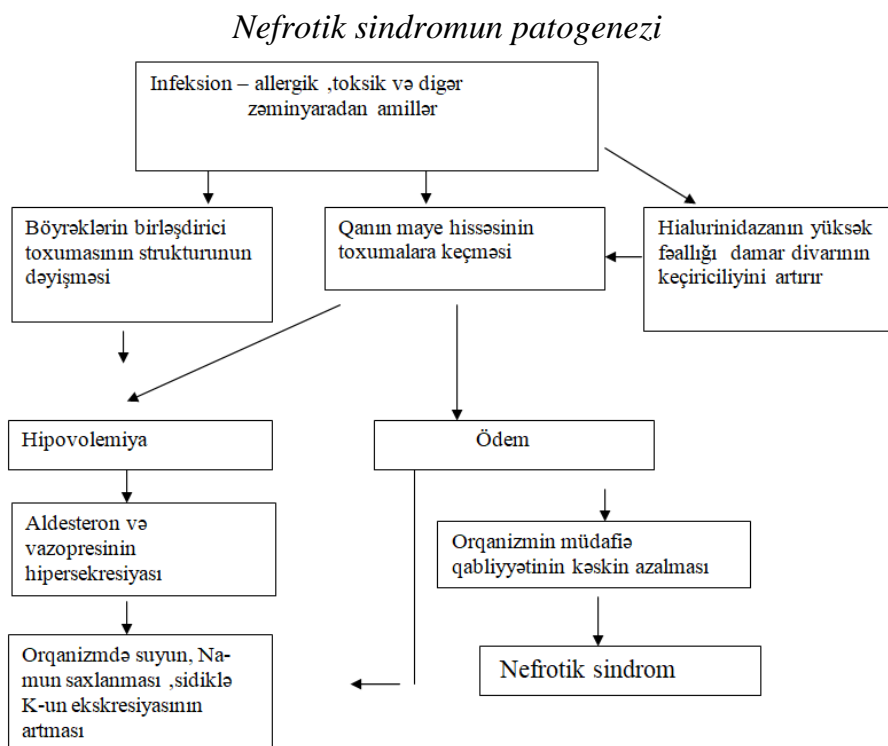 Nefrotik sindromun patogenezi
Infeksion – allergik ,toksik və digər
zəminyaradan amillər
Böyrəklərin birləşdirici
toxumasının strukturunun
dəyişməsi
Qanın maye hissəsinin
toxumalara keçməsi
Hialurinidazanın yüksək
fəallığı damar divarının
keçiriciliyini artırır
Hipovolemiya
Ödem
Aldesteron və
vazopresinin
hipersekresiyası
Orqanizmin müdafiə
qabliyyətinin kəskin azalması
Orqanizmdə suyun, Na-
mun saxlanması ,sidiklə
K-un ekskresiyasının
artması
Nefrotik sindrom